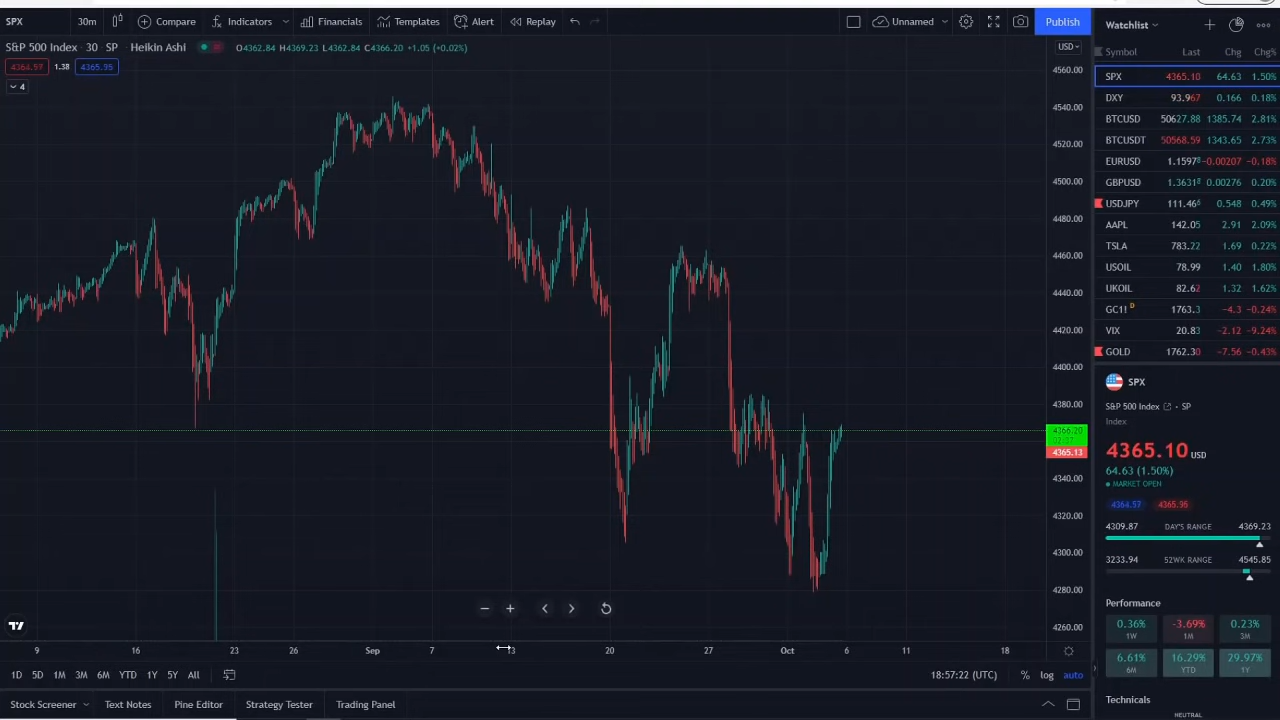 SPX 30m Compare Indicators Financials Templates Alert Replay Unnamed Publish
S&P 500 Index · 30 · SP · Heikin Ashi O4362.84 H4369.23 L4362.84 C4366.20 +1.05 (+0.02%)
4364.57 1.38 4365.95
4
USD
4560.00
4540.00
4520.00
4500.00
4480.00
4460.00
4440.00
4420.00
4400.00
4380.00
4366.20
02:37
4365.13
4340.00
4320.00
4300.00
4280.00
4260.00
9 16 23 26 Sep 7 13 20 27 Oct 6 11 18
1D 5D 1M 3M 6M YTD 1Y 5Y All 18:57:22 (UTC) % log auto
Stock Screener Text Notes Pine Editor Strategy Tester Trading Panel
Watchlist
Symbol Last Chg Chg%
SPX 4365.10 64.63 1.50%
DXY 93.967 0.166 0.18%
BTCUSD 50627.88 1385.74 2.81%
BTCUSDT 50568.59 1343.65 2.73%
EURUSD 1.15978 -0.00207 -0.18%
GBPUSD 1.36318 0.00276 0.20%
USDJPY 111.466 0.548 0.49%
AAPL 142.05 2.91 2.09%
TSLA 783.22 1.69 0.22%
USOIL 78.99 1.40 1.80%
UKOIL 82.62 1.32 1.62%
GC1! D 1763.3 -4.3 -0.24%
VIX 20.83 -2.12 -9.24%
GOLD 1762.30 -7.56 -0.43%
SPX
S&P 500 Index · SP
Index
4365.10 USD
64.63 (1.50%)
MARKET OPEN
4364.57 4365.95
4309.87 DAY'S RANGE 4369.23
3233.94 52WK RANGE 4545.85
Performance
0.36% -3.69% 0.23%
1W 1M 3M
6.61% 16.29% 29.97%
6M YTD 1Y
Technicals
NEUTRAL